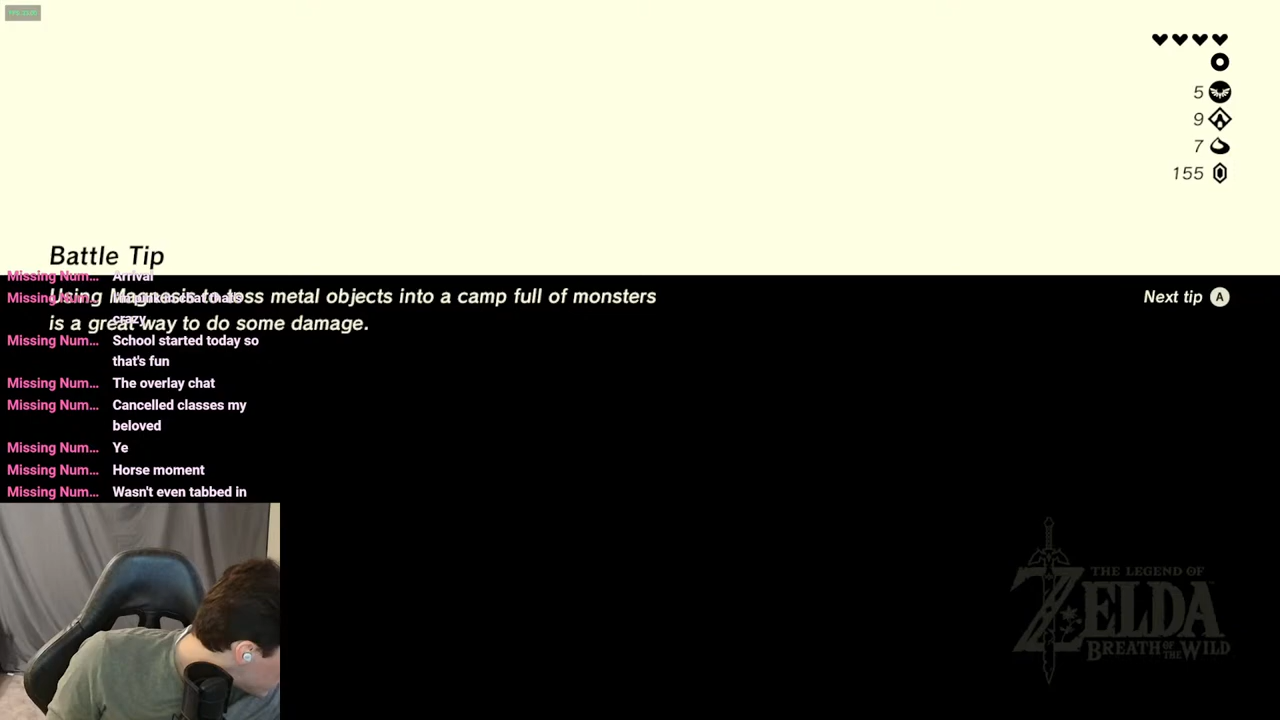 5
9
7
155
Battle Tip
Using Magnesis to toss metal objects into a camp full of monsters
is a great way to do some damage.
Next tip A
Missing Num... Arrival
Missing Num...
crazy
Missing Num... School started today so
that's fun
Missing Num... The overlay chat
Missing Num... Cancelled classes my
beloved
Missing Num... Ye
Missing Num... Horse moment
Missing Num... Wasn't even tabbed in
THE LEGEND OF
ZELDA
BREATH OF THE WILD